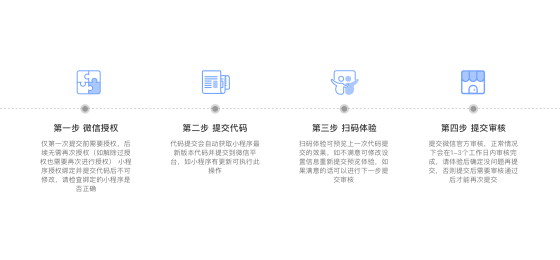 第一步 微信授权
仅第一次提交前需要授权，后
续无需再次授权（如解除过授
权也需要再次进行授权） 小程
序授权绑定并提交代码后不可
修改，请检查绑定的小程序是
否正确
第二步 提交代码
代码提交会自动获取小程序最
新版本代码并提交到微信平
台，如小程序有更新可执行此
操作
第三步 扫码体验
扫码体验可预览上一次代码提
交的效果，如不满意可修改设
置信息重新提交预览体验，如
果满意的话可以进行下一步提
交审核
第四步 提交审核
提交微信官方审核，正常情况
下会在1-3个工作日内审核完
成，请体验后确定没问题再提
交，否则提交后需要审核通过
后才能再次提交